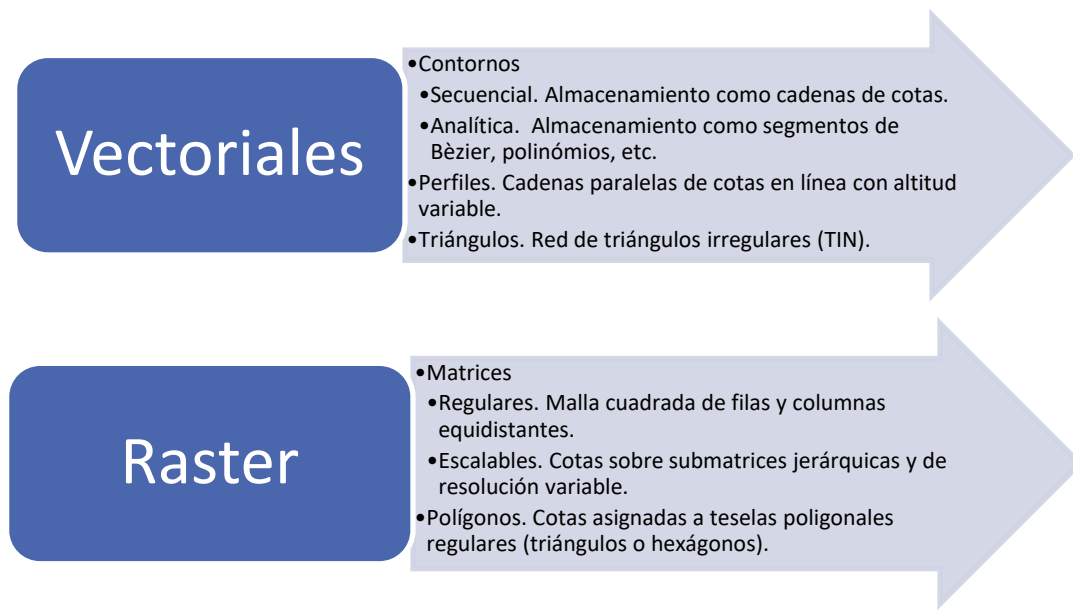 Vectoriales
•Contornos
•Secuencial. Almacenamiento como cadenas de cotas.
•Analítica.  Almacenamiento como segmentos de
Bèzier, polinómios, etc.
•Perfiles. Cadenas paralelas de cotas en línea con altitud
variable.
•Triángulos. Red de triángulos irregulares (TIN).
Raster
•Matrices
•Regulares. Malla cuadrada de filas y columnas
equidistantes.
•Escalables. Cotas sobre submatrices jerárquicas y de
resolución variable.
•Polígonos. Cotas asignadas a teselas poligonales
regulares (triángulos o hexágonos).